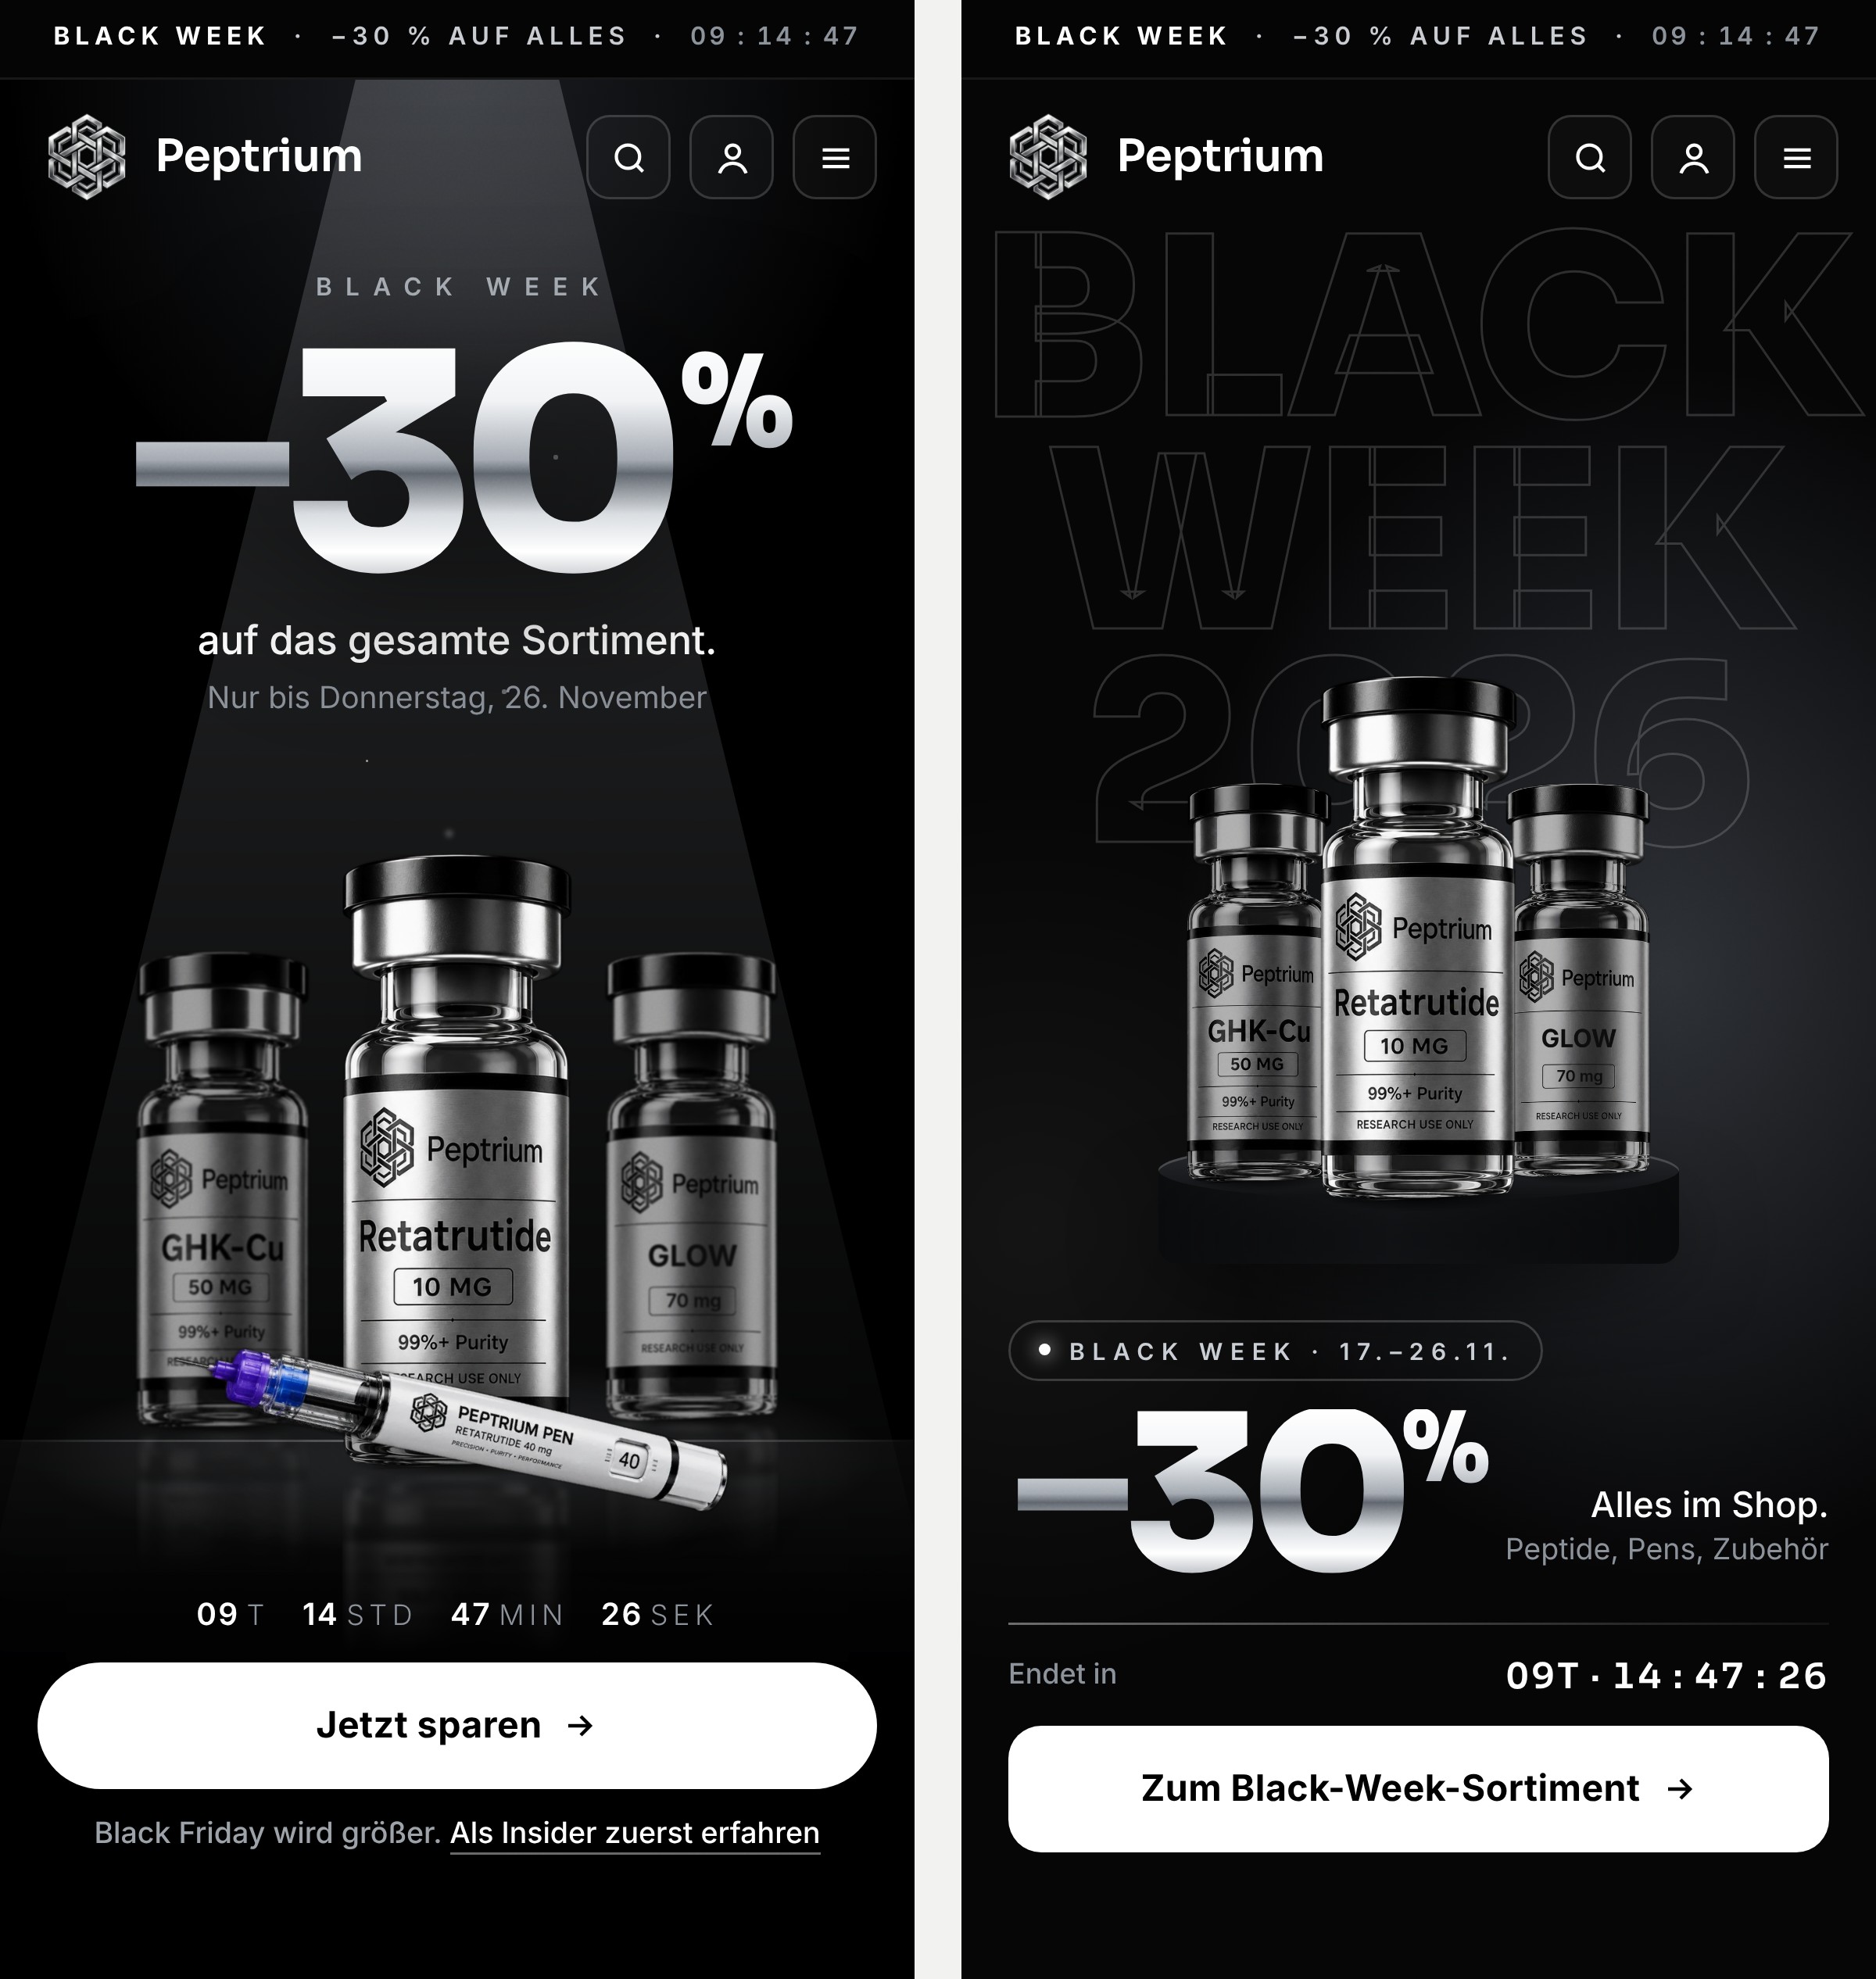 BLACK WEEK · –30 % AUF ALLES · 09 : 14 : 47
Peptrium
BLACK WEEK
–30%
auf das gesamte Sortiment.
Nur bis Donnerstag, 26. November
Peptrium
GHK-Cu
50 MG
99%+ Purity
Peptrium
Retatrutide
10 MG
99%+ Purity
RESEARCH USE ONLY
Peptrium
GLOW
70 mg
RESEARCH USE ONLY
PEPTRIUM PEN
RETATRUTIDE 40 mg
PRECISION • PURITY • PERFORMANCE
40
09 T 14 STD 47 MIN 26 SEK
Jetzt sparen →
Black Friday wird größer. Als Insider zuerst erfahren
BLACK WEEK · –30 % AUF ALLES · 09 : 14 : 47
Peptrium
BLACK
WEEK
2026
Peptrium
GHK-Cu
50 MG
99%+ Purity
RESEARCH USE ONLY
Peptrium
Retatrutide
10 MG
99%+ Purity
RESEARCH USE ONLY
Peptrium
GLOW
70 mg
RESEARCH USE ONLY
BLACK WEEK · 17.–26.11.
–30%
Alles im Shop.
Peptide, Pens, Zubehör
Endet in
09T · 14 : 47 : 26
Zum Black-Week-Sortiment →